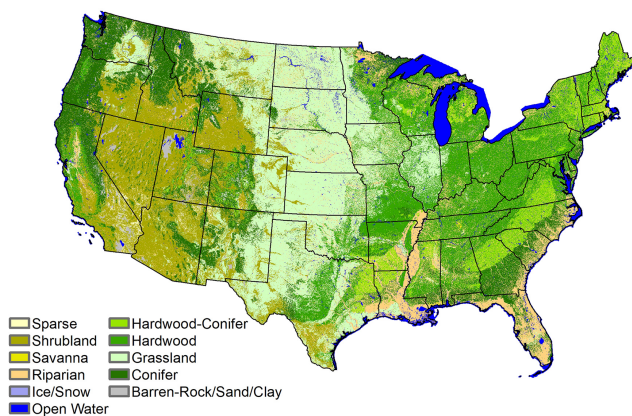 Sparse
Shrubland
Savanna
Riparian
Ice/Snow
Open Water
Hardwood-Conifer
Hardwood
Grassland
Conifer
Barren-Rock/Sand/Clay